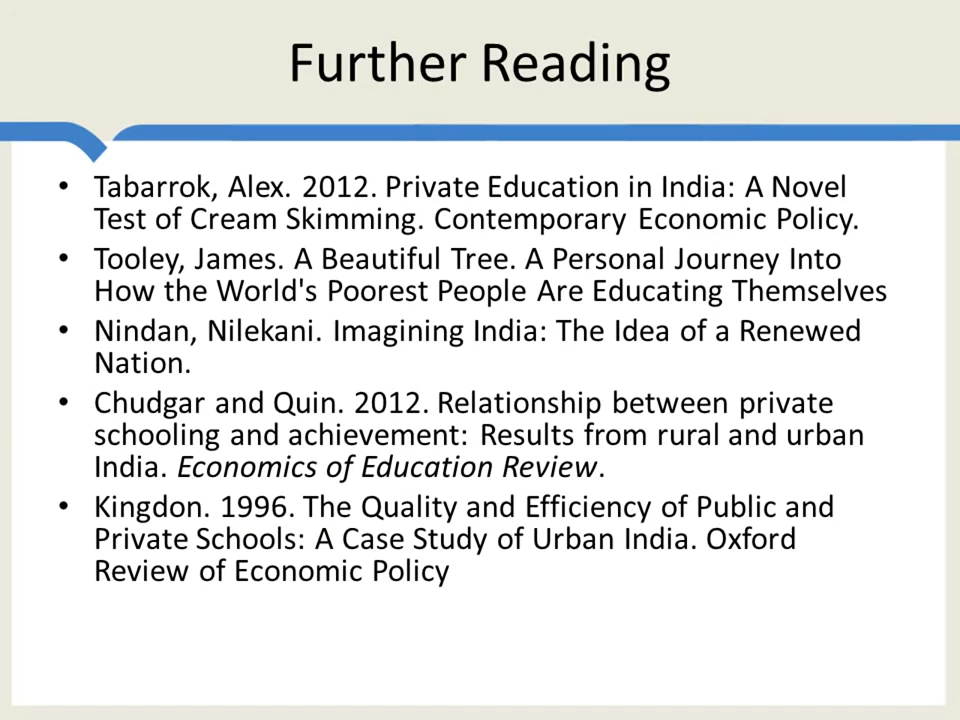 Further Reading
• Tabarrok, Alex. 2012. Private Education in India: A Novel
Test of Cream Skimming. Contemporary Economic Policy.
• Tooley, James. A Beautiful Tree. A Personal Journey Into
How the World's Poorest People Are Educating Themselves
• Nindan, Nilekani. Imagining India: The Idea of a Renewed
Nation.
• Chudgar and Quin. 2012. Relationship between private
schooling and achievement: Results from rural and urban
India. Economics of Education Review.
• Kingdon. 1996. The Quality and Efficiency of Public and
Private Schools: A Case Study of Urban India. Oxford
Review of Economic Policy